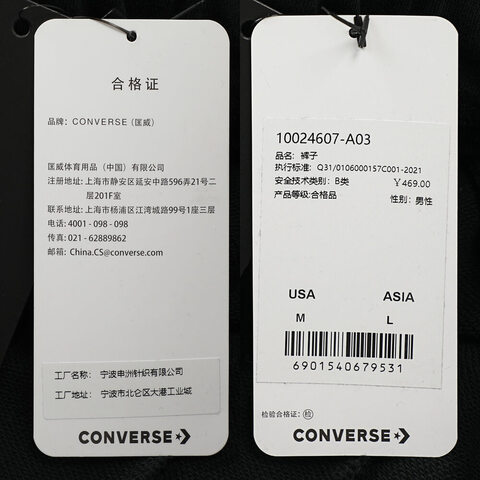 合格证
品牌: CONVERSE (匡威)
匡威体育用品（中国）有限公司
注册地址: 上海市静安区延安中路596弄21号二
层201F室
联系地址: 上海市杨浦区江湾城路99号1座三层
电话: 4001 - 098 - 098
传真: 021 - 62889862
邮箱: China.CS@converse.com
工厂名称: 宁波申洲针织有限公司
工厂地址: 宁波市北仑区大港工业城
CONVERSE
10024607-A03
品名: 裤子
执行标准: Q31/0106000157C001-2021
安全技术类别: B类 ￥469.00
产品等级:合格品 性别: 男性
USA ASIA
M L
6901540679531
检验合格证: 检
CONVERSE